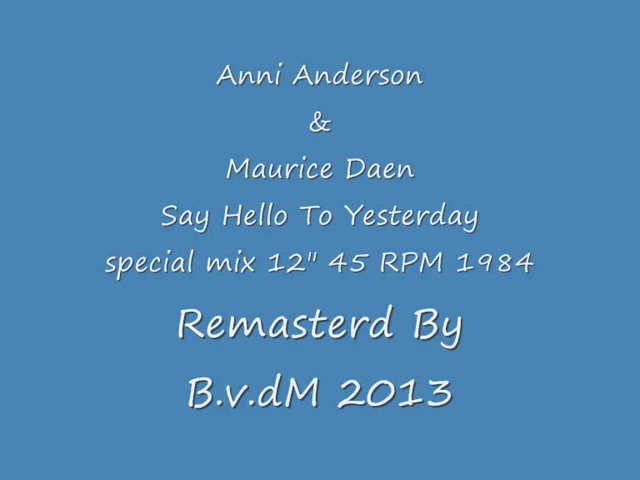 Anni Anderson
&
Maurice Daen
Say Hello To Yesterday
special mix 12" 45 RPM 1984
Remasterd By
B.v.dM 2013